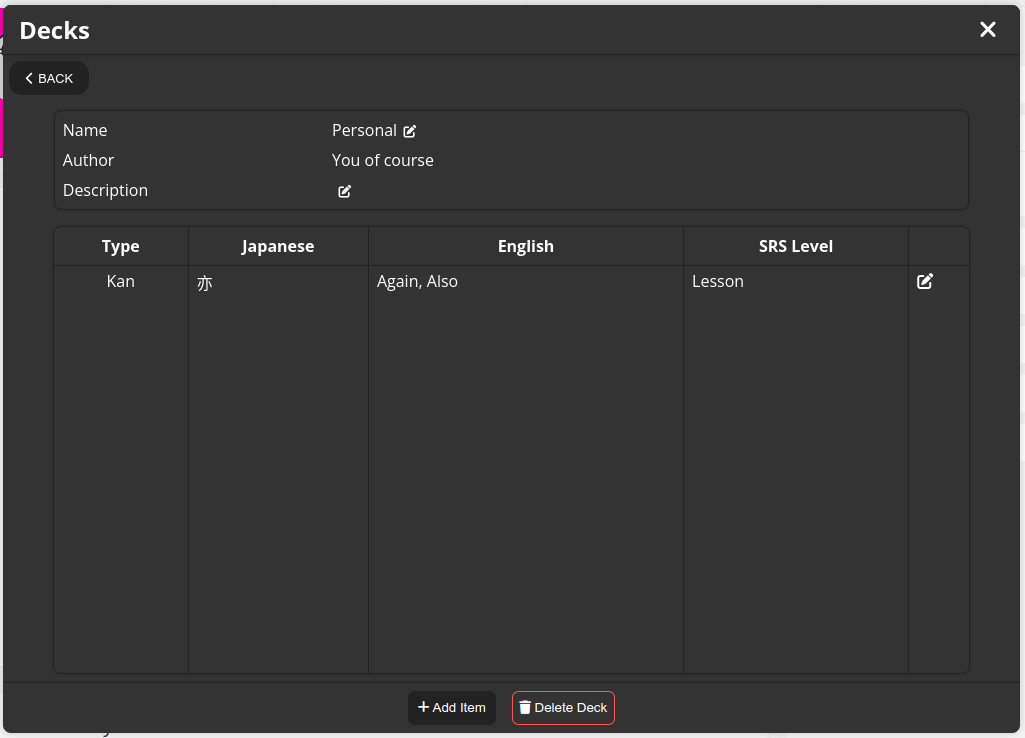 Decks
BACK
Name Personal
Author You of course
Description
Type Japanese English SRS Level
Kan 亦 Again, Also Lesson
Add Item Delete Deck